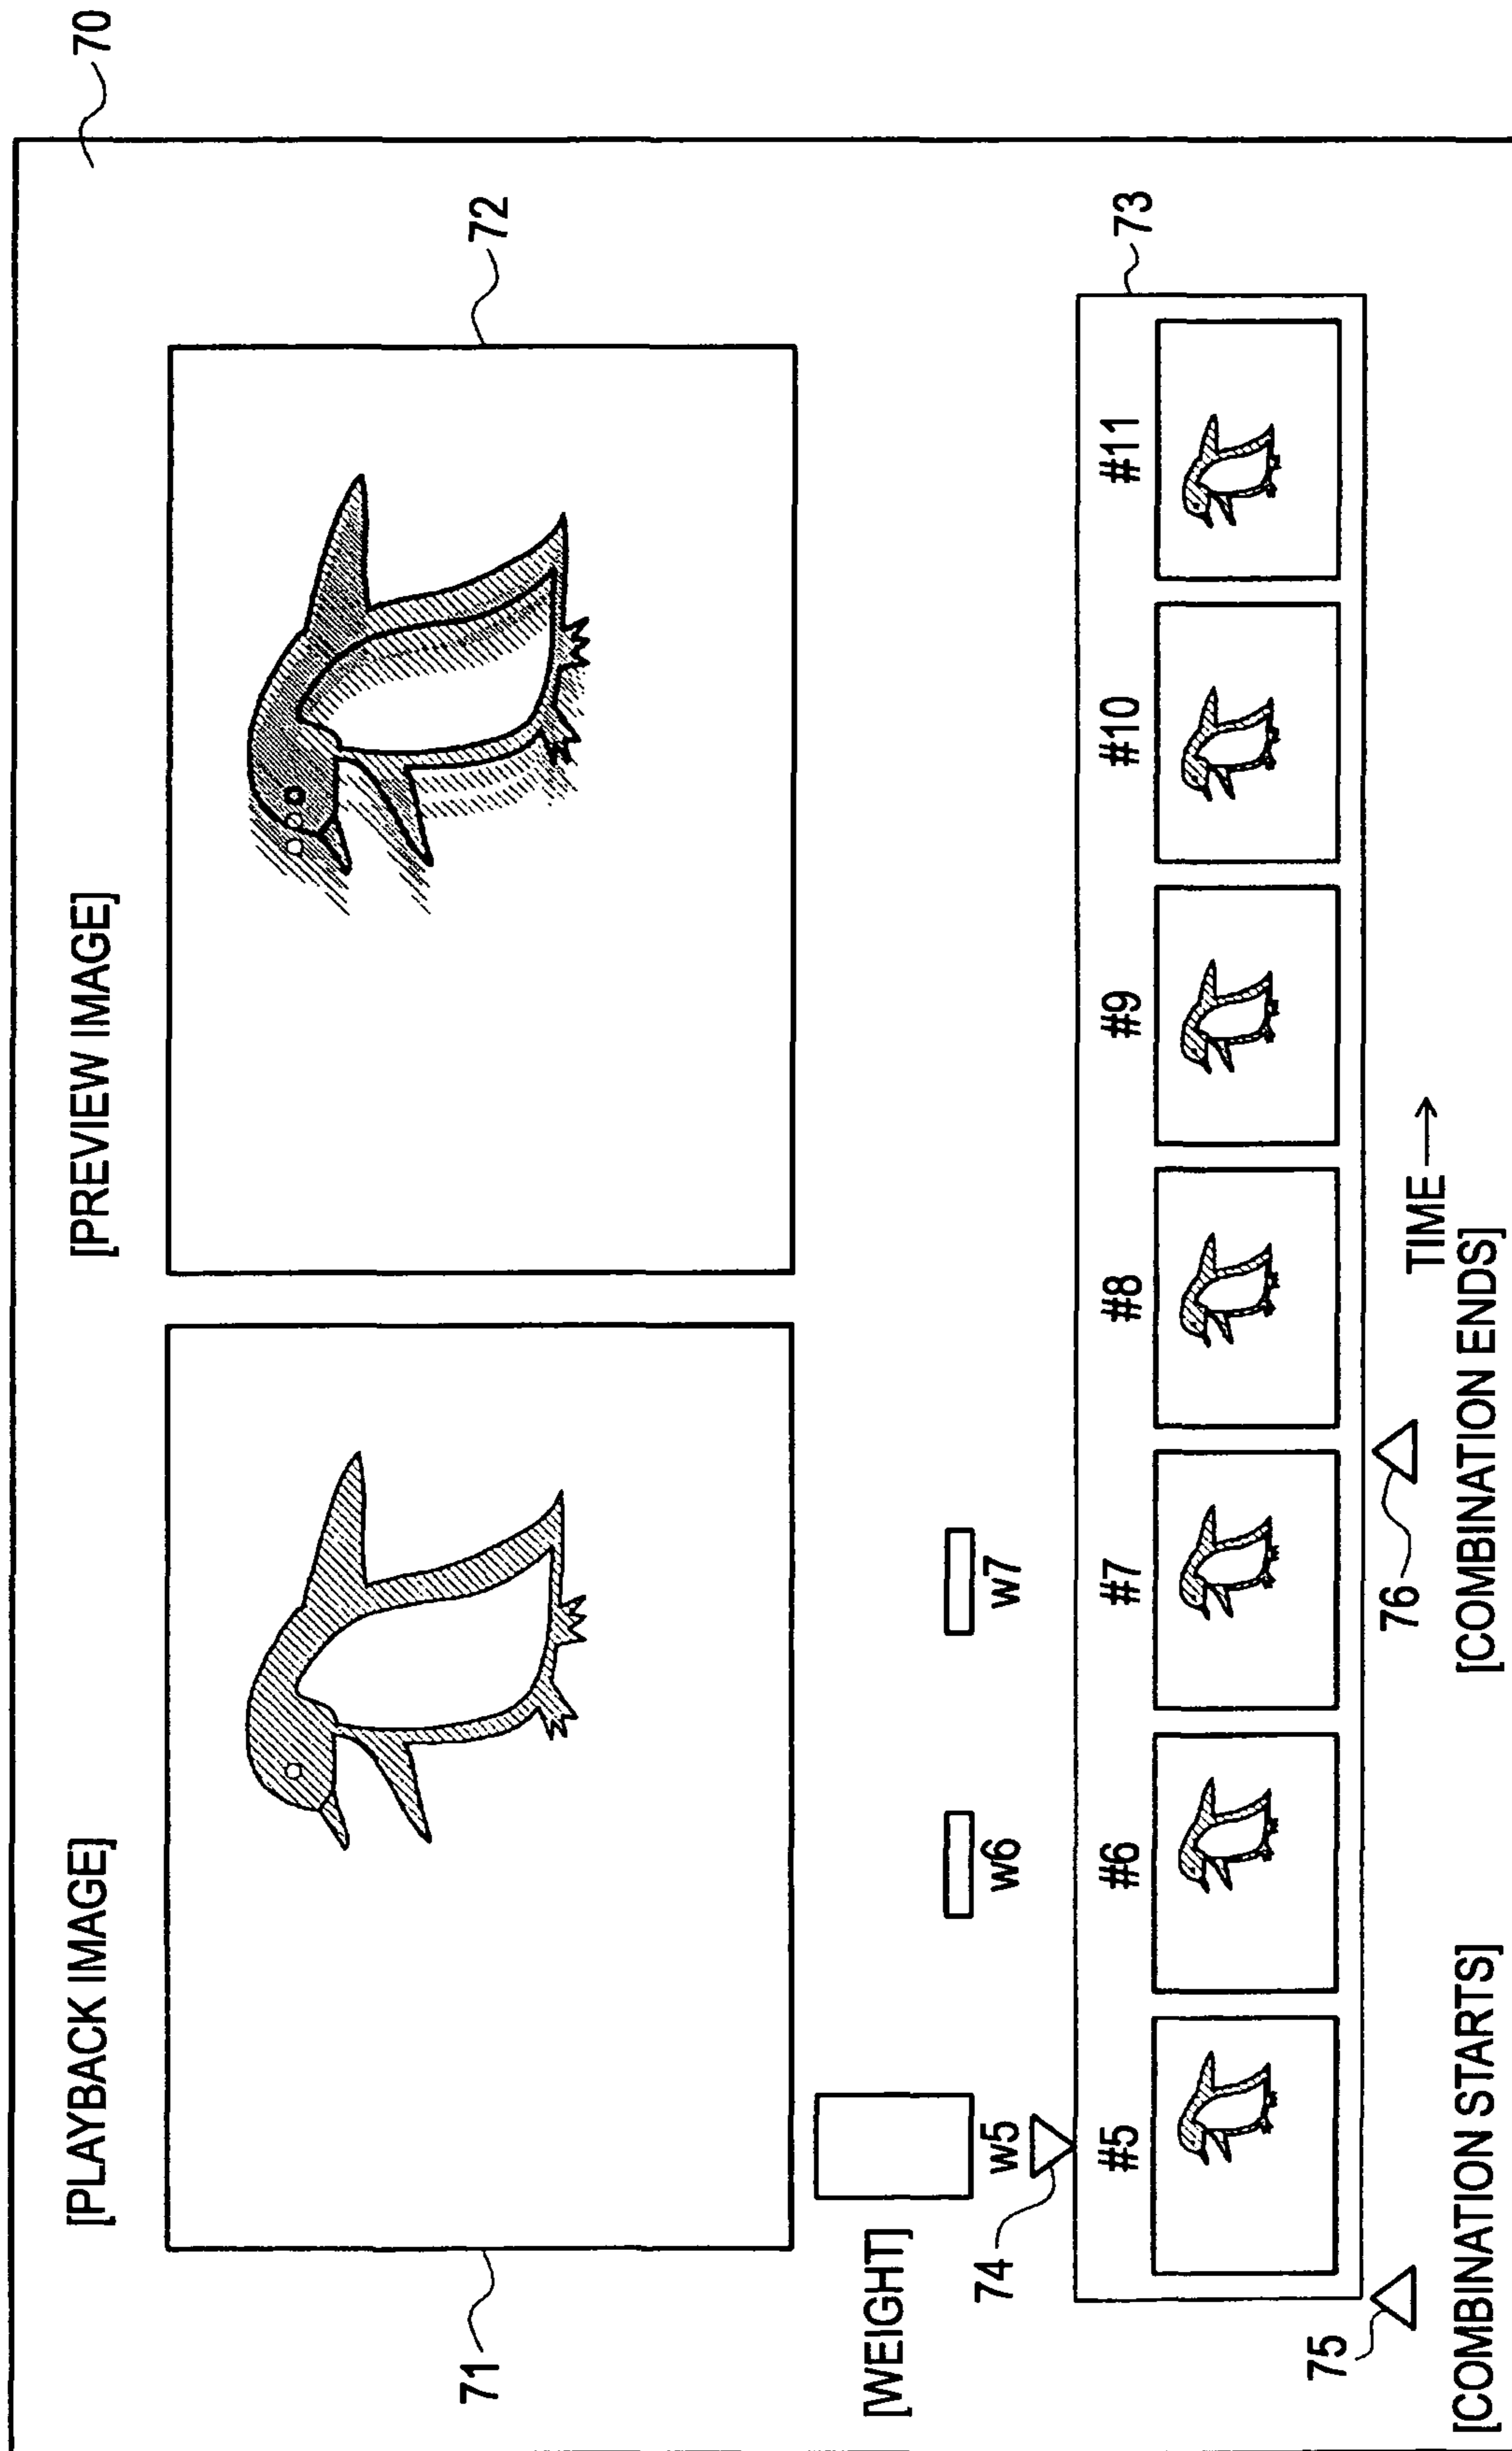 70
[PLAYBACK IMAGE]
[PREVIEW IMAGE]
71
72
[WEIGHT]
w5
w6
w7
74
73
#5
#6
#7
#8
#9
#10
#11
75
76
TIME →
[COMBINATION STARTS]
[COMBINATION ENDS]